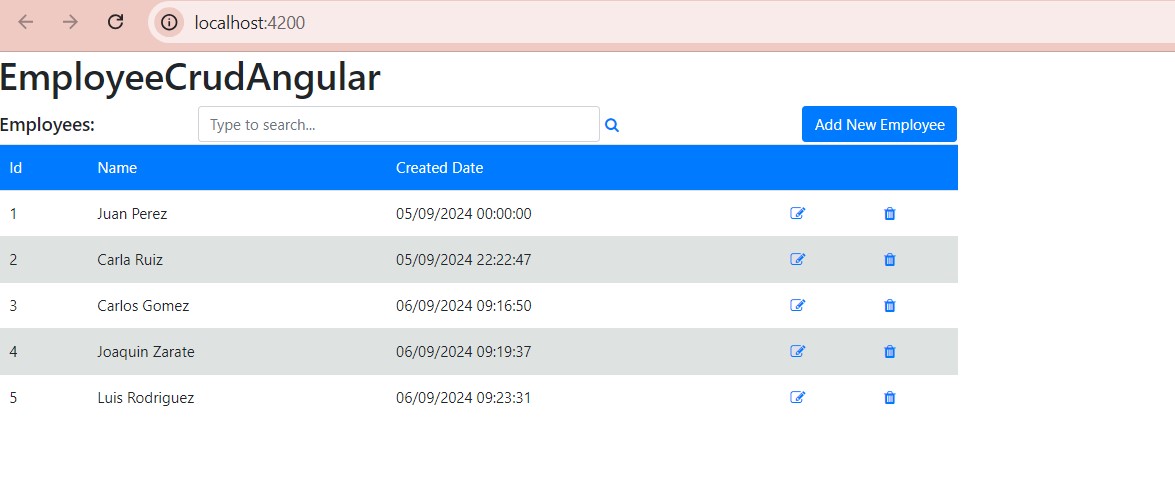 localhost:4200
EmployeeCrudAngular
Employees: Type to search... Add New Employee
Id Name Created Date
1 Juan Perez 05/09/2024 00:00:00
2 Carla Ruiz 05/09/2024 22:22:47
3 Carlos Gomez 06/09/2024 09:16:50
4 Joaquin Zarate 06/09/2024 09:19:37
5 Luis Rodriguez 06/09/2024 09:23:31